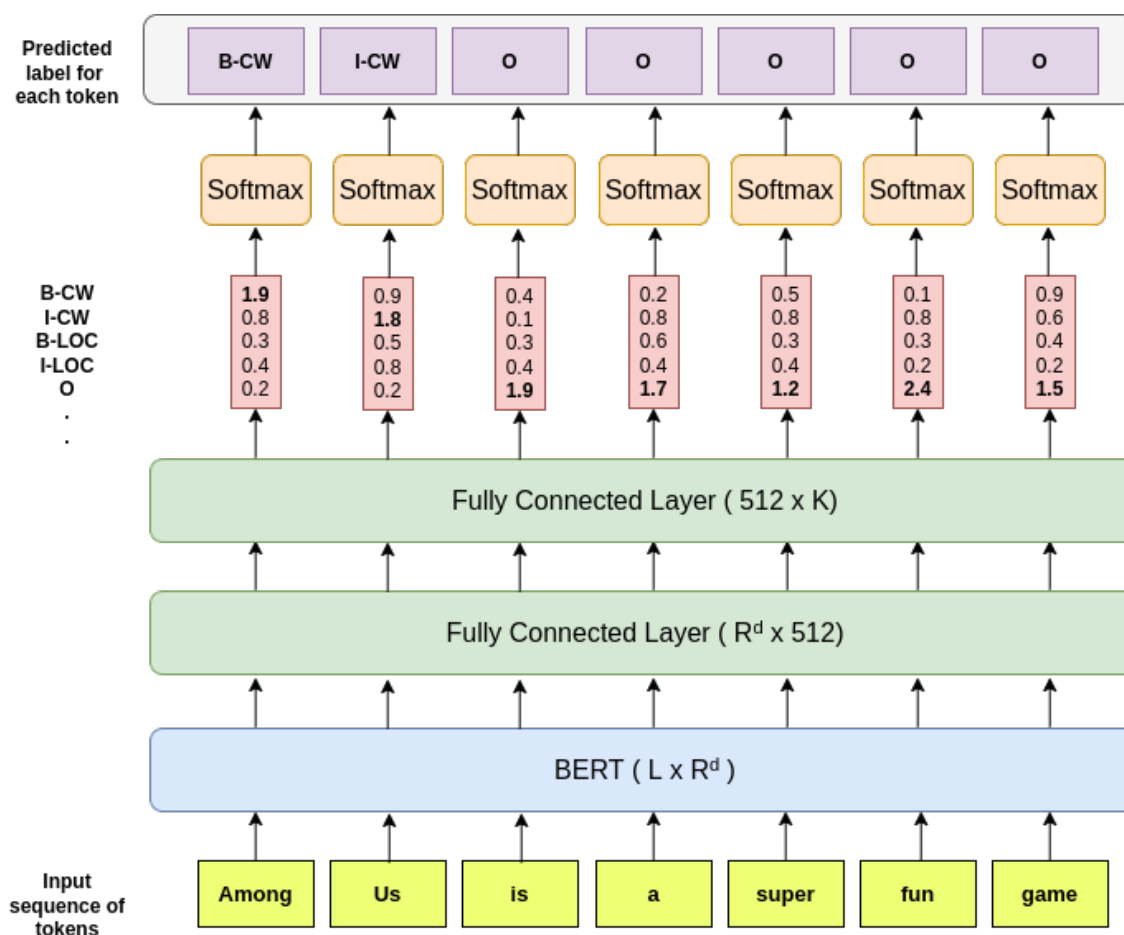 Predicted
label for
each token
B-CW I-CW O O O O O
Softmax Softmax Softmax Softmax Softmax Softmax Softmax
B-CW 1.9 0.9 0.4 0.2 0.5 0.1 0.9
I-CW 0.8 1.8 0.1 0.8 0.8 0.8 0.6
B-LOC 0.3 0.5 0.3 0.6 0.3 0.3 0.4
I-LOC 0.4 0.8 0.4 0.4 0.4 0.2 0.2
O 0.2 0.2 1.9 1.7 1.2 2.4 1.5
.
.
Fully Connected Layer ( 512 x K)
Fully Connected Layer ( Rᵈ x 512)
BERT ( L x Rᵈ )
Input
sequence of
tokens
Among Us is a super fun game